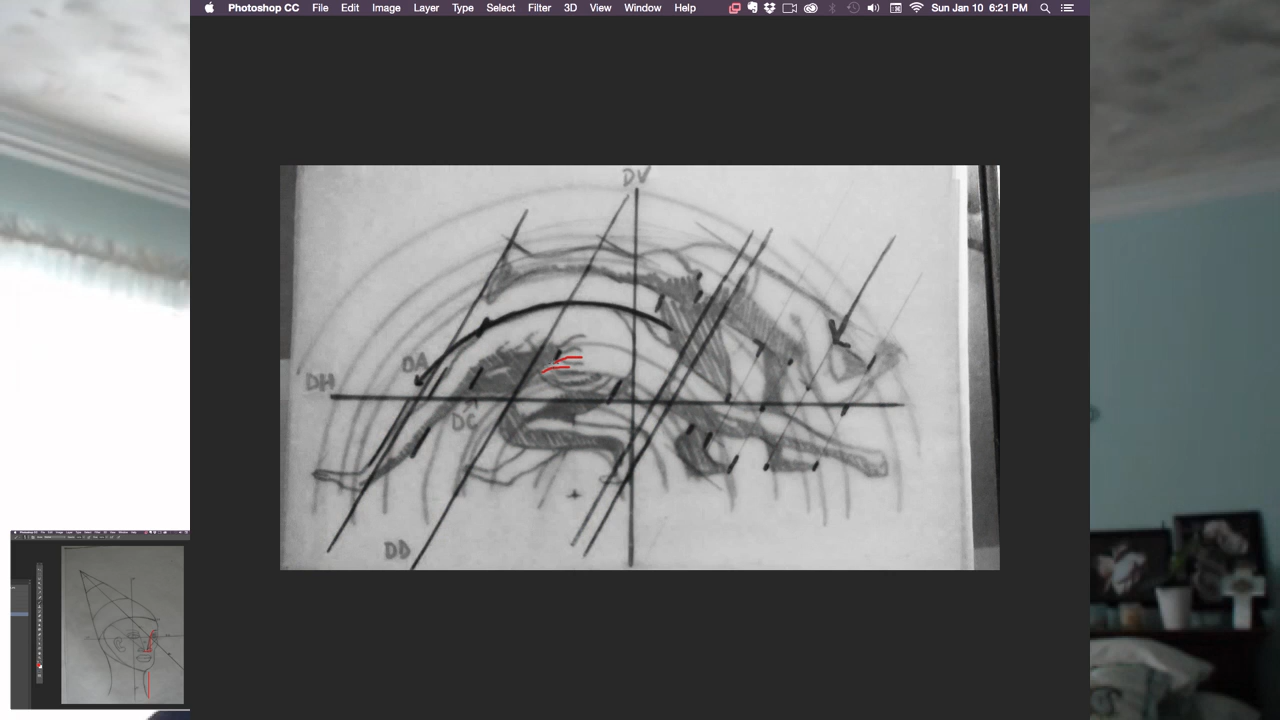 Photoshop CC File Edit Image Layer Type Select Filter 3D View Window Help Sun Jan 10 6:21 PM
DV
OA
DH
DC
DD